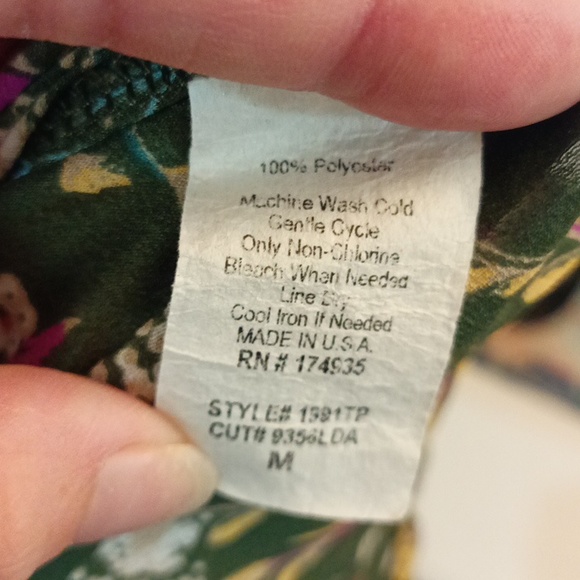 100% Polyester
Machine Wash Cold
Gentle Cycle
Only Non-Chlorine
Bleach When Needed
Line Dry
Cool Iron If Needed
MADE IN U.S.A.
RN # 174935
STYLE# 1991TP
CUT# 9356LDA
M